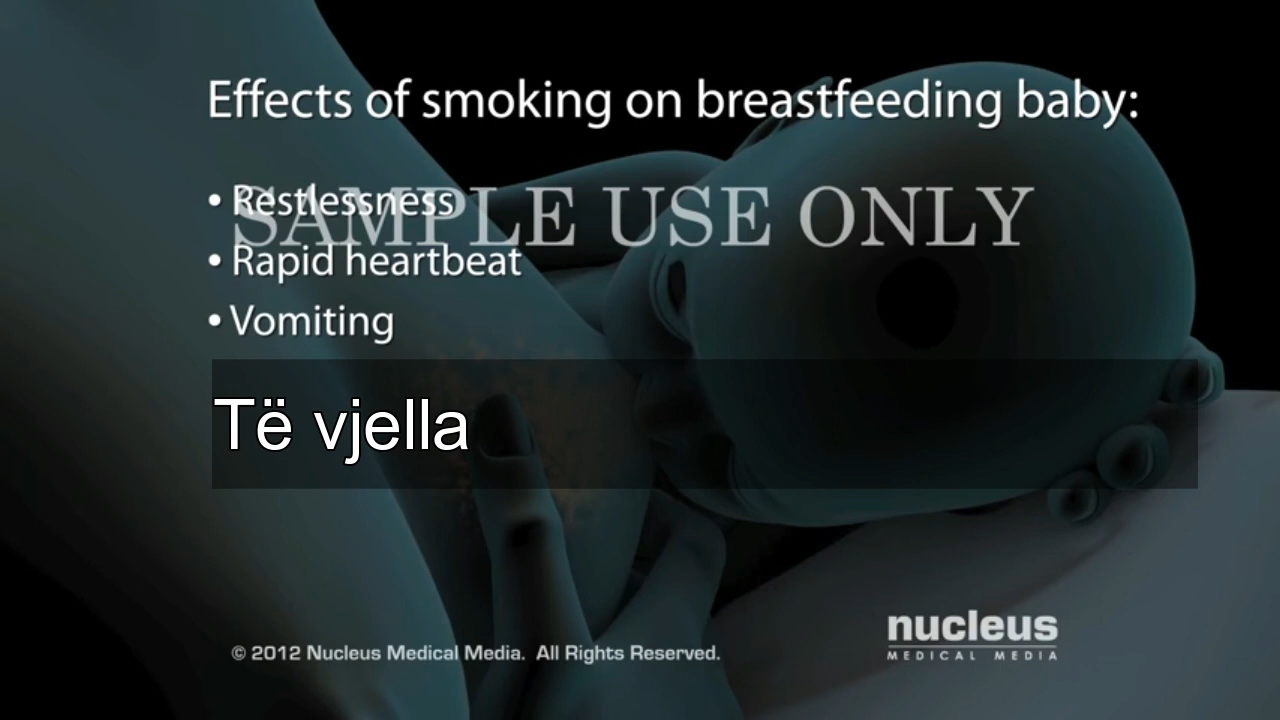 Effects of smoking on breastfeeding baby:
• Restlessness
SAMPLE USE ONLY
• Rapid heartbeat
• Vomiting
Të vjella
nucleus
MEDICAL MEDIA
© 2012 Nucleus Medical Media. All Rights Reserved.